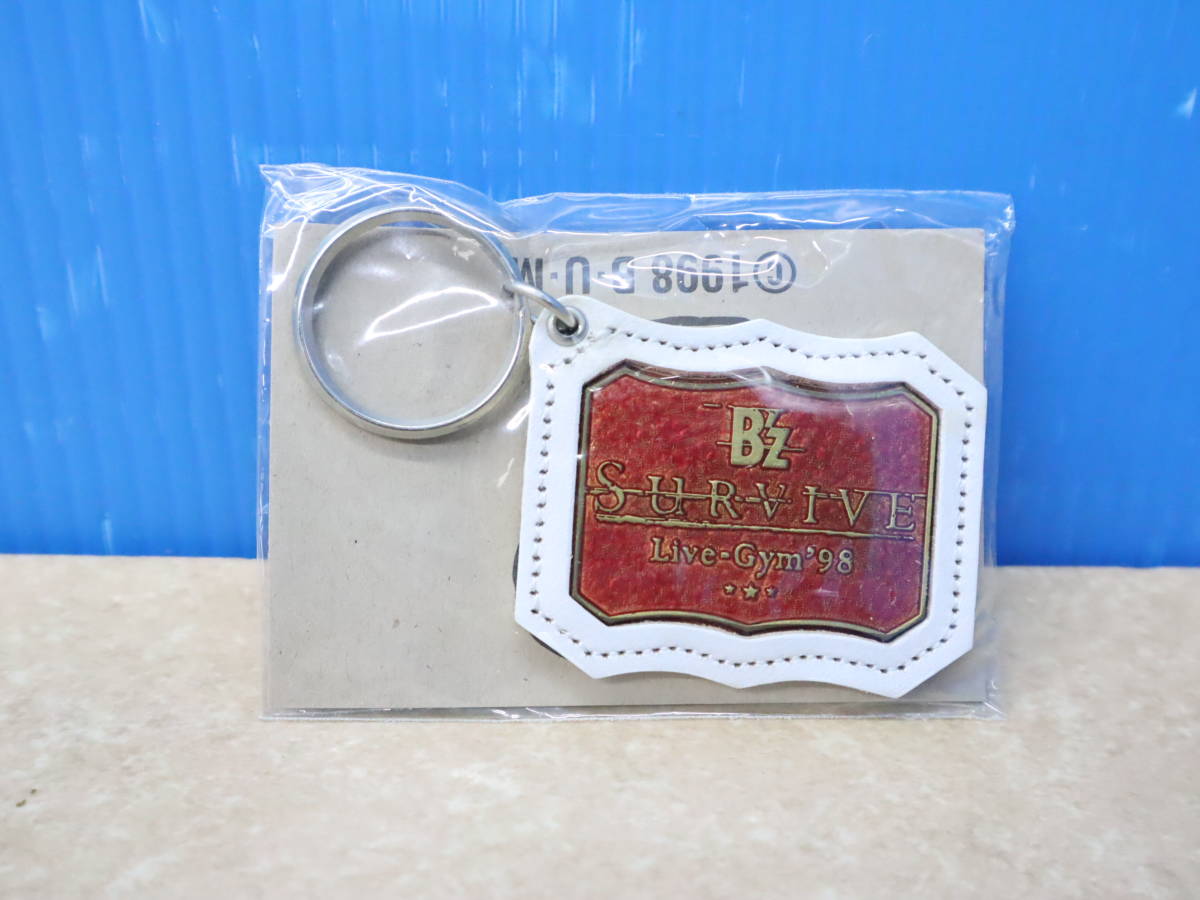 ©1998 B·U·M
B'z
SURVIVE
Live-Gym '98